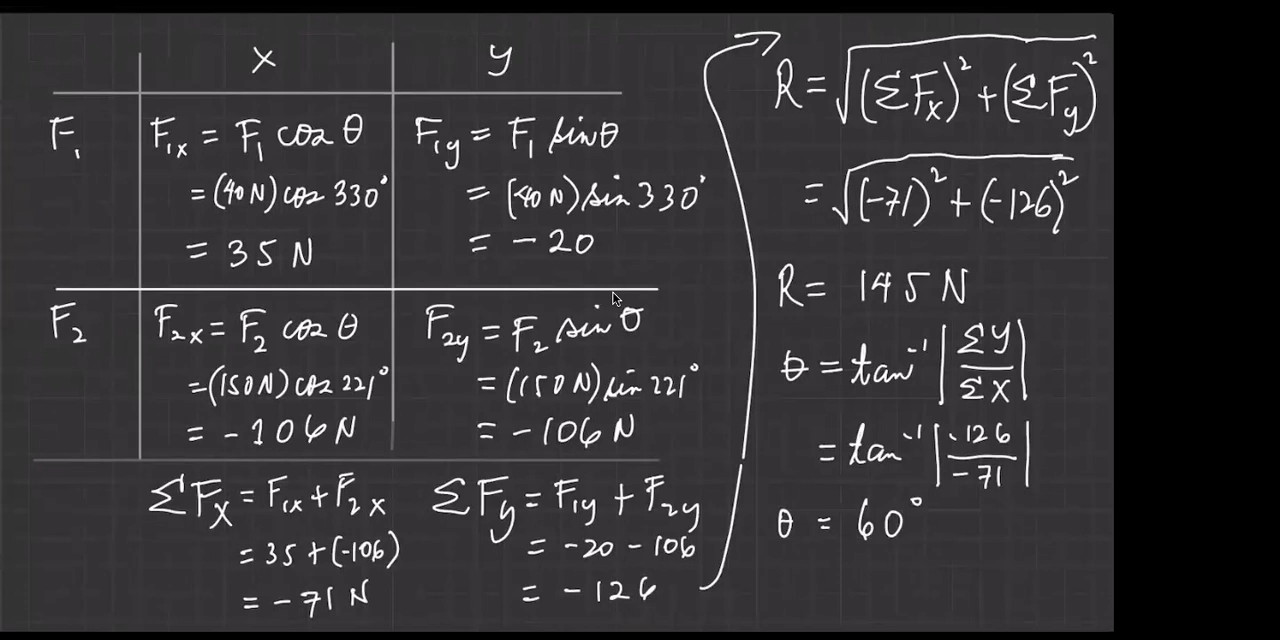 x y
F₁ F₁ₓ = F₁ cos θ F₁y = F₁ sin θ
= (40 N) cos 330° = (40 N) sin 330°
= 35 N = -20
F₂ F₂ₓ = F₂ cos θ F₂y = F₂ sin θ
= (150 N) cos 221° = (150 N) sin 221°
= -106 N = -106 N
ΣFₓ = F₁ₓ + F₂ₓ ΣFy = F₁y + F₂y
= 35 + (-106) = -20 - 106
= -71 N = -126
R = √((ΣFₓ)² + (ΣFy)²)
= √((-71)² + (-126)²)
R = 145 N
θ = tan⁻¹ |Σy / Σx|
= tan⁻¹ |-126 / -71|
θ = 60°